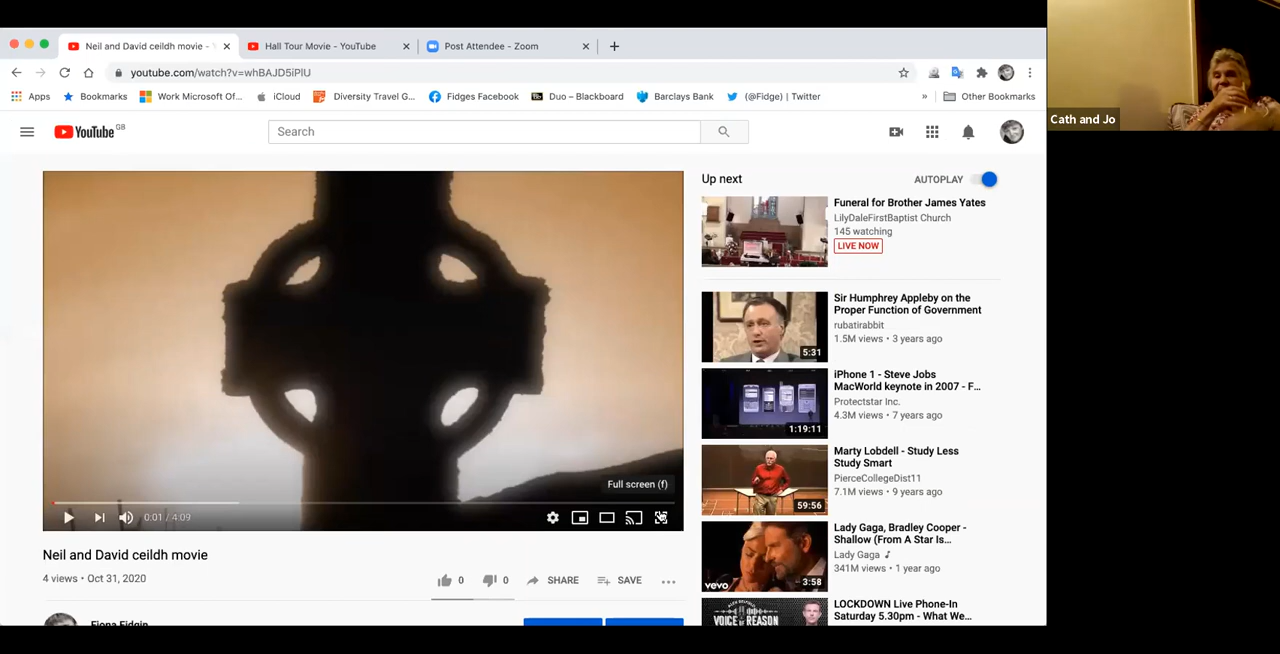 Neil and David ceildh movie -
Hall Tour Movie - YouTube
Post Attendee - Zoom
youtube.com/watch?v=whBAJD5iPlU
Apps
Bookmarks
Work Microsoft Of...
iCloud
Diversity Travel G...
Fidges Facebook
Duo – Blackboard
Barclays Bank
(@Fidge) | Twitter
»
Other Bookmarks
Cath and Jo
YouTube GB
Search
Up next
AUTOPLAY
Funeral for Brother James Yates
LilyDaleFirstBaptist Church
145 watching
LIVE NOW
Sir Humphrey Appleby on the
Proper Function of Government
rubatirabbit
1.5M views • 3 years ago
5:31
iPhone 1 - Steve Jobs
MacWorld keynote in 2007 - F...
Protectstar Inc.
4.3M views • 7 years ago
1:19:11
Marty Lobdell - Study Less
Study Smart
PierceCollegeDist11
7.1M views • 9 years ago
59:56
Lady Gaga, Bradley Cooper -
Shallow (From A Star Is...
Lady Gaga
341M views • 1 year ago
vevo
3:58
LOCKDOWN Live Phone-In
Saturday 5.30pm - What We...
VOICE OF REASON
Full screen (f)
0:01 / 4:09
Neil and David ceildh movie
4 views • Oct 31, 2020
0
0
SHARE
SAVE
Fiona Fidgin